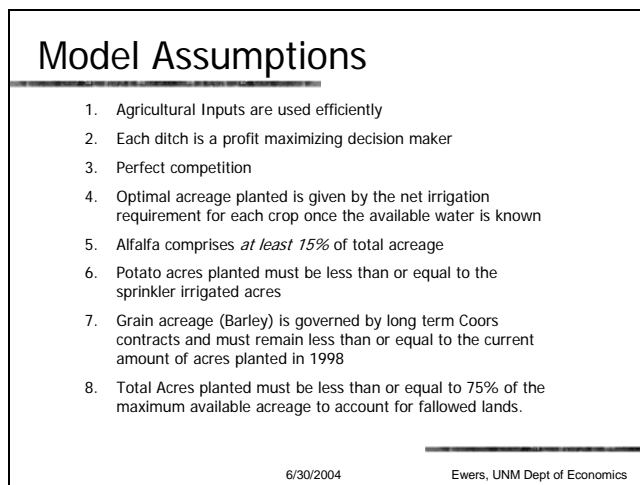 Model Assumptions
1. Agricultural Inputs are used efficiently
2. Each ditch is a profit maximizing decision maker
3. Perfect competition
4. Optimal acreage planted is given by the net irrigation
requirement for each crop once the available water is known
5. Alfalfa comprises at least 15% of total acreage
6. Potato acres planted must be less than or equal to the
sprinkler irrigated acres
7. Grain acreage (Barley) is governed by long term Coors
contracts and must remain less than or equal to the current
amount of acres planted in 1998
8. Total Acres planted must be less than or equal to 75% of the
maximum available acreage to account for fallowed lands.
6/30/2004 Ewers, UNM Dept of Economics